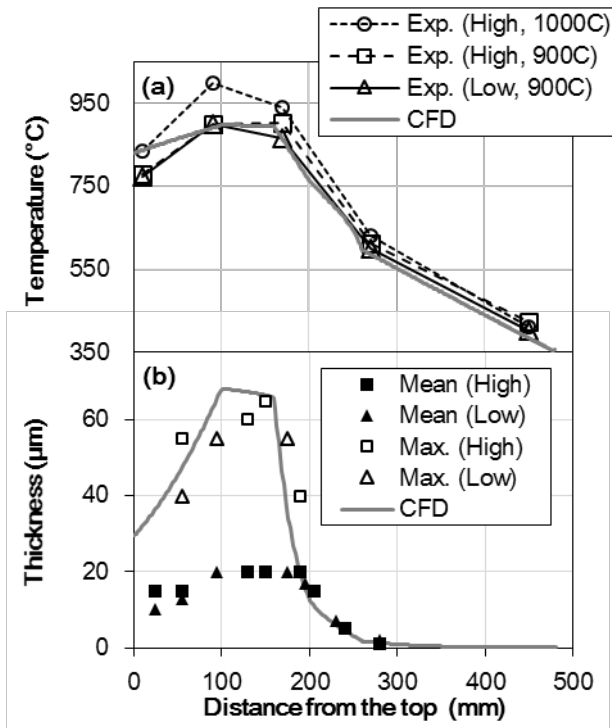 Exp. (High, 1000C)
Exp. (High, 900C)
Exp. (Low, 900C)
CFD
(a)
950
750
550
350
Temperature (°C)
(b)
Mean (High)
Mean (Low)
Max. (High)
Max. (Low)
CFD
60
40
20
0
Thickness (µm)
0 100 200 300 400 500
Distance from the top (mm)